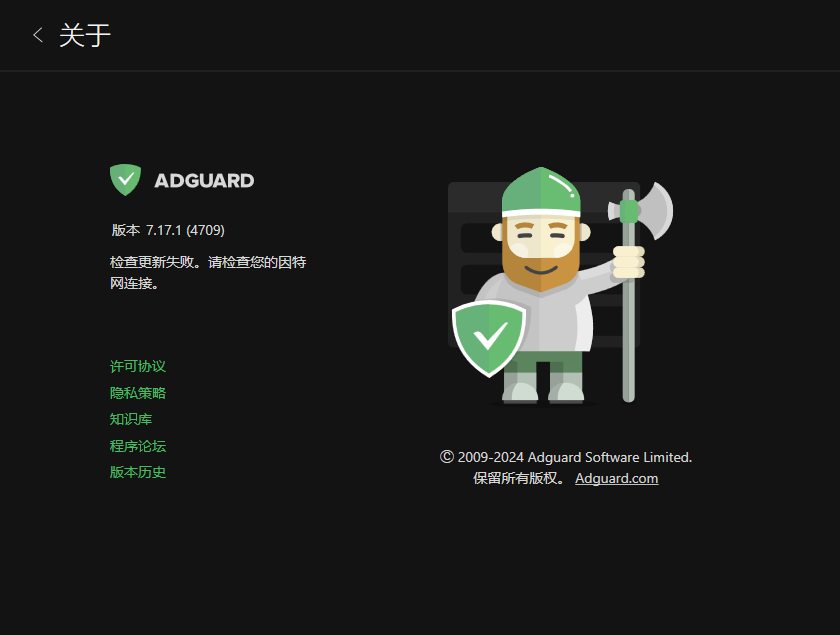 关于
ADGUARD
版本 7.17.1 (4709)
检查更新失败。请检查您的因特
网连接。
许可协议
隐私策略
知识库
程序论坛
版本历史
© 2009-2024 Adguard Software Limited.
保留所有版权。 Adguard.com